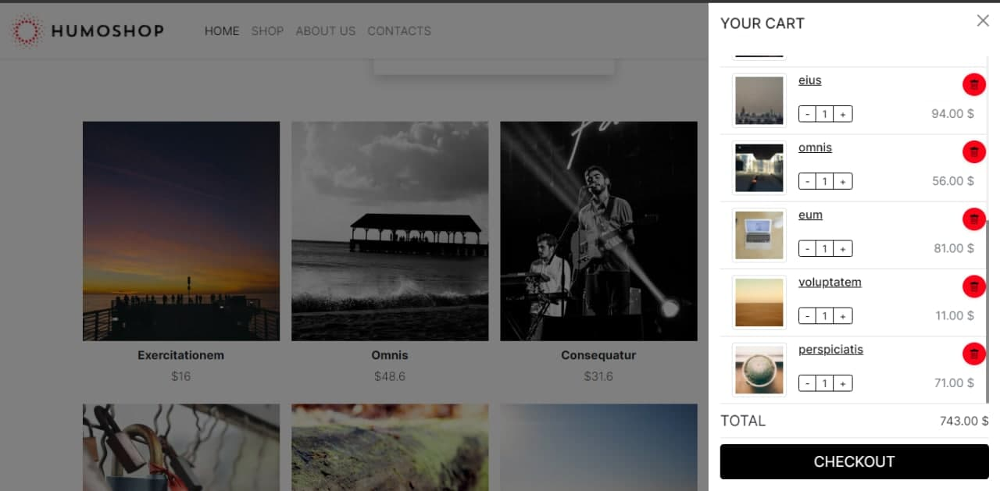 HUMOSHOP
HOME SHOP ABOUT US CONTACTS
Exercitationem
$16
Omnis
$48.6
Consequatur
$31.6
YOUR CART
eius
- 1 +
94.00 $
omnis
- 1 +
56.00 $
eum
- 1 +
81.00 $
voluptatem
- 1 +
11.00 $
perspiciatis
- 1 +
71.00 $
TOTAL 743.00 $
CHECKOUT